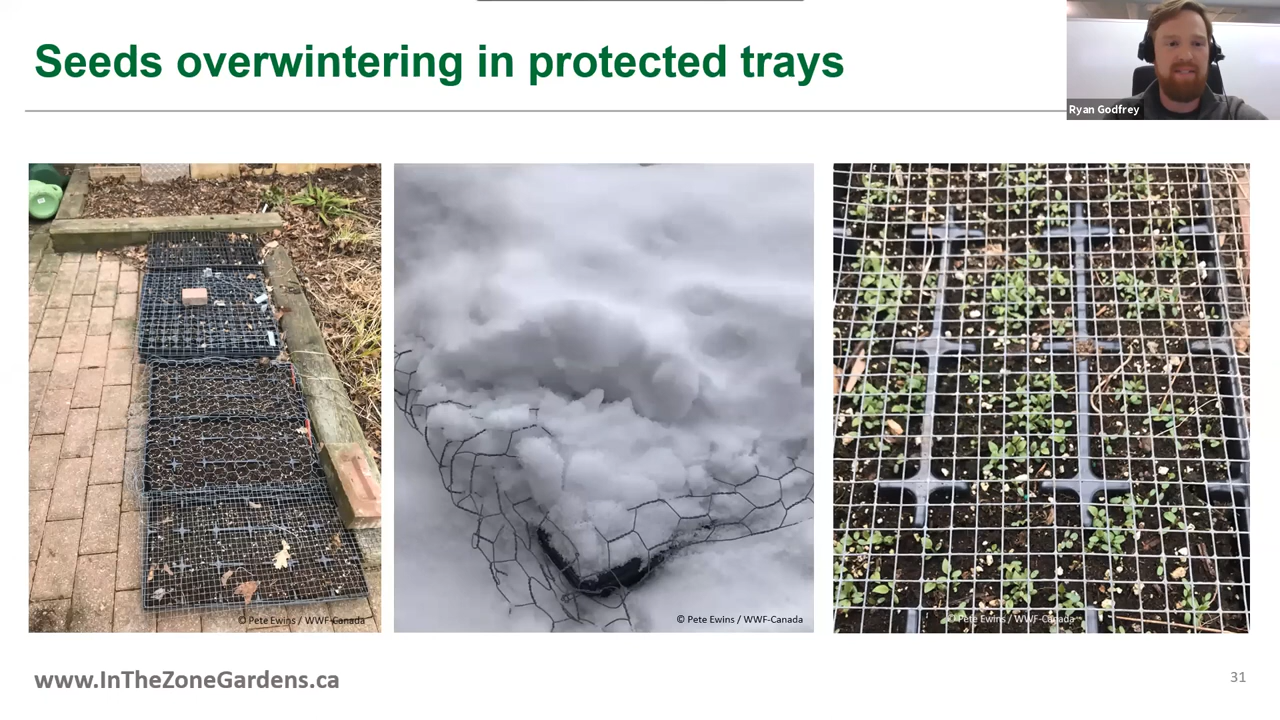 Seeds overwintering in protected trays
Ryan Godfrey
© Pete Ewins / WWF-Canada
© Pete Ewins / WWF-Canada
© Pete Ewins / WWF-Canada
www.InTheZoneGardens.ca
31